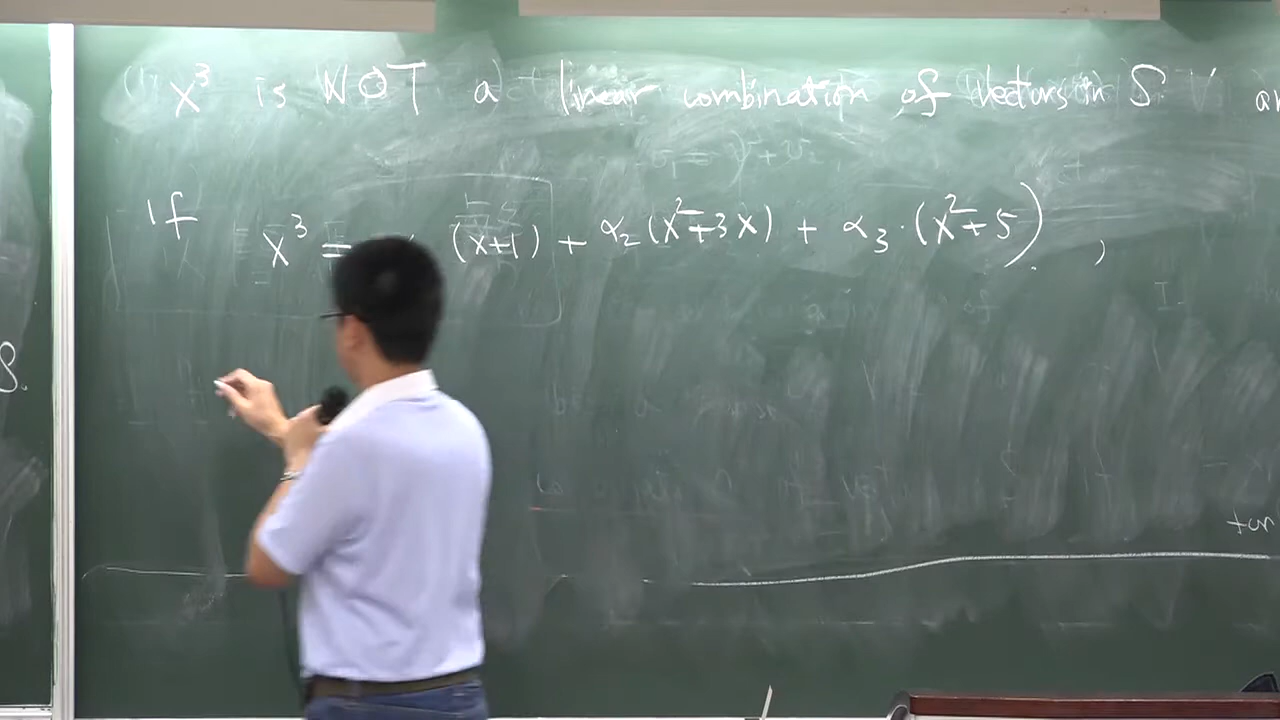 x³ is NOT a linear combination of vectors in S.
If x³ = (x+1) + α₂(x²+3x) + α₃·(x²+5),
S.